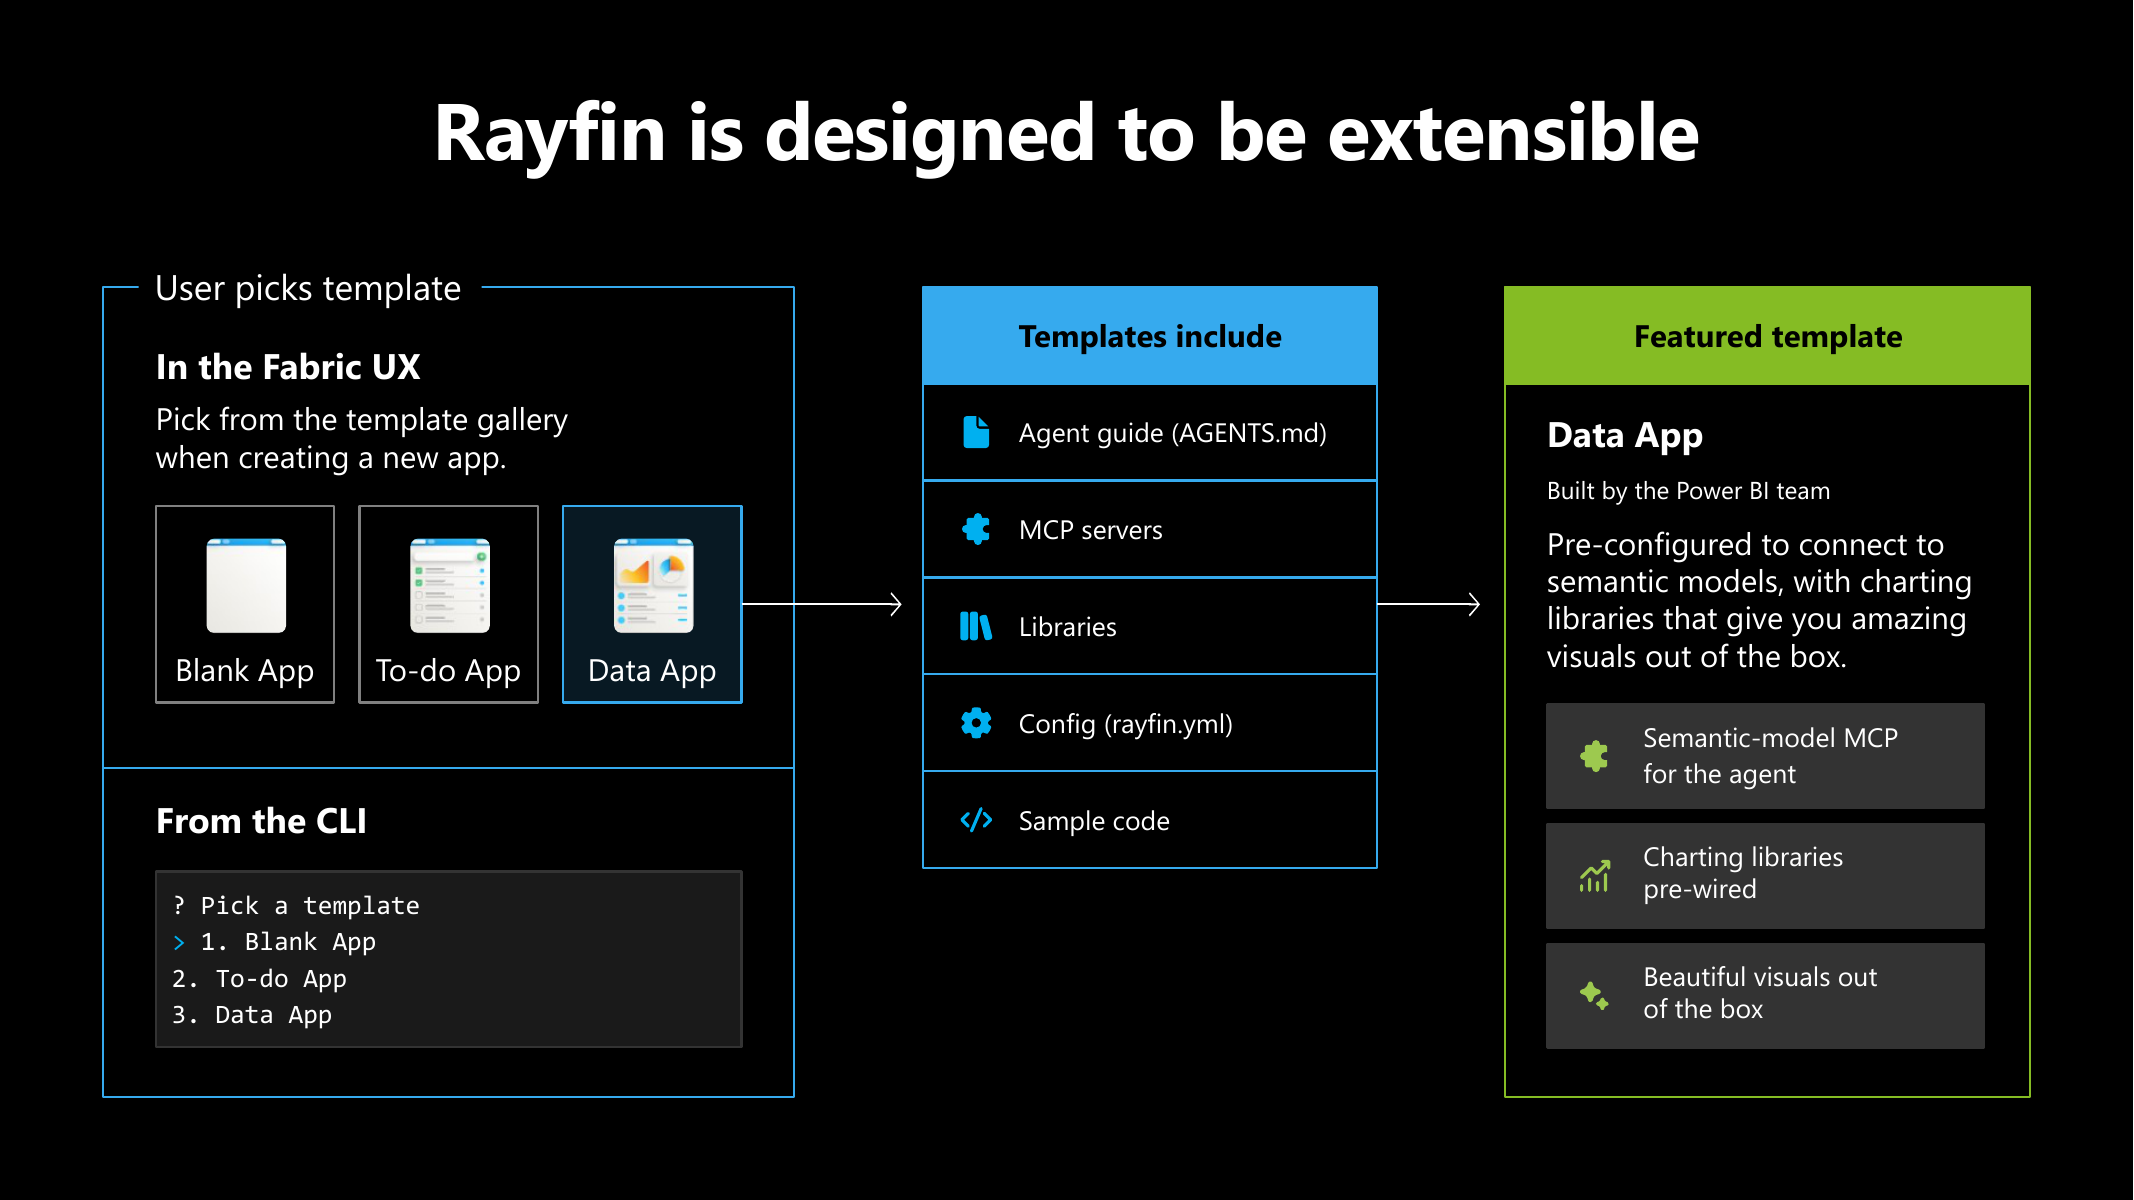 Rayfin is designed to be extensible
User picks template
In the Fabric UX
Pick from the template gallery
when creating a new app.
Blank App
To-do App
Data App
From the CLI
? Pick a template
> 1. Blank App
2. To-do App
3. Data App
Templates include
Agent guide (AGENTS.md)
MCP servers
Libraries
Config (rayfin.yml)
Sample code
Featured template
Data App
Built by the Power BI team
Pre-configured to connect to
semantic models, with charting
libraries that give you amazing
visuals out of the box.
Semantic-model MCP
for the agent
Charting libraries
pre-wired
Beautiful visuals out
of the box